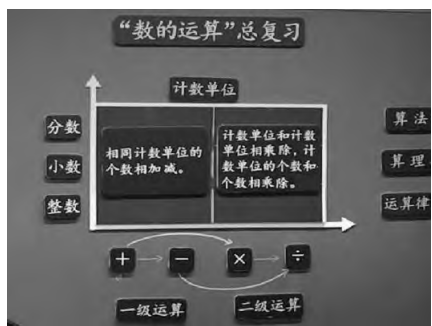 “数的运算”总复习
计数单位
分数
小数
整数
相同计数单位的
个数相加减。
计数单位和计数
单位相乘除，计
数单位的个数和
个数相乘除。
算法
算理
运算律
+ − × ÷
一级运算 二级运算